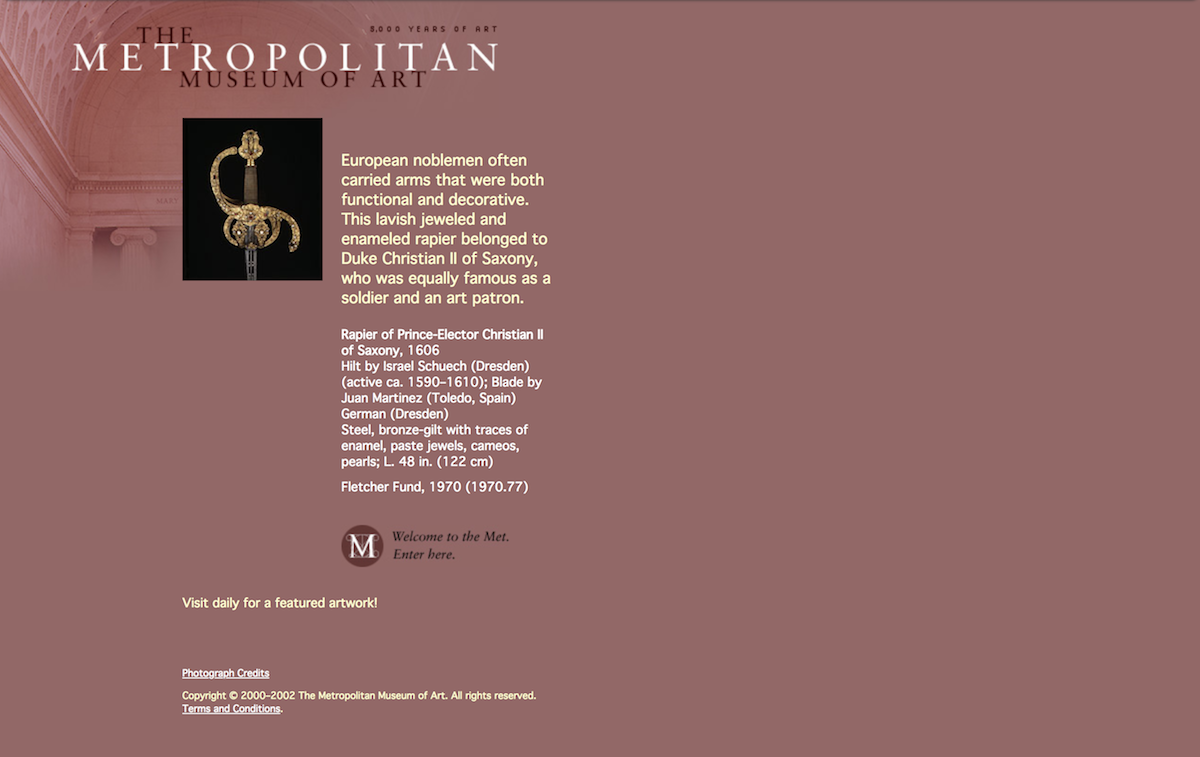 5,000 YEARS OF ART
THE
METROPOLITAN
MUSEUM OF ART
European noblemen often
carried arms that were both
functional and decorative.
This lavish jeweled and
enameled rapier belonged to
Duke Christian II of Saxony,
who was equally famous as a
soldier and an art patron.
Rapier of Prince-Elector Christian II
of Saxony, 1606
Hilt by Israel Schuech (Dresden)
(active ca. 1590–1610); Blade by
Juan Martinez (Toledo, Spain)
German (Dresden)
Steel, bronze-gilt with traces of
enamel, paste jewels, cameos,
pearls; L. 48 in. (122 cm)
Fletcher Fund, 1970 (1970.77)
M
Welcome to the Met.
Enter here.
Visit daily for a featured artwork!
Photograph Credits
Copyright © 2000–2002 The Metropolitan Museum of Art. All rights reserved.
Terms and Conditions.